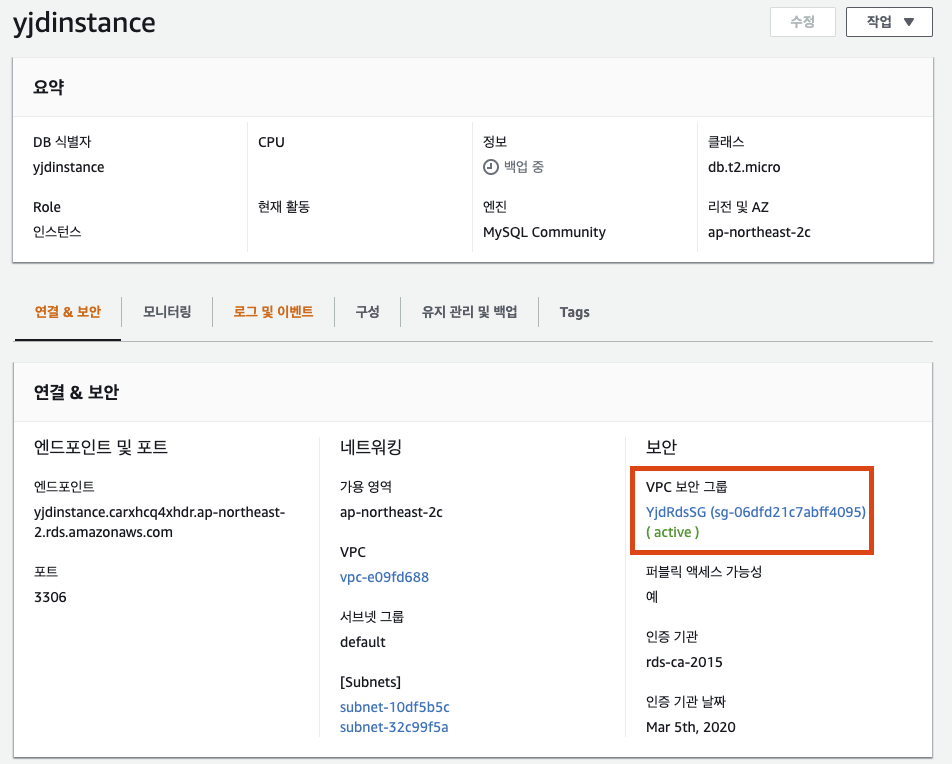 yjdinstance
수정
작업
요약
DB 식별자
yjdinstance
CPU
정보
백업 중
클래스
db.t2.micro
Role
인스턴스
현재 활동
엔진
MySQL Community
리전 및 AZ
ap-northeast-2c
연결 & 보안
모니터링
로그 및 이벤트
구성
유지 관리 및 백업
Tags
연결 & 보안
엔드포인트 및 포트
엔드포인트
yjdinstance.carxhcq4xhdr.ap-northeast-
2.rds.amazonaws.com
포트
3306
네트워킹
가용 영역
ap-northeast-2c
VPC
vpc-e09fd688
서브넷 그룹
default
[Subnets]
subnet-10df5b5c
subnet-32c99f5a
보안
VPC 보안 그룹
YjdRdsSG (sg-06dfd21c7abff4095)
( active )
퍼블릭 액세스 가능성
예
인증 기관
rds-ca-2015
인증 기관 날짜
Mar 5th, 2020